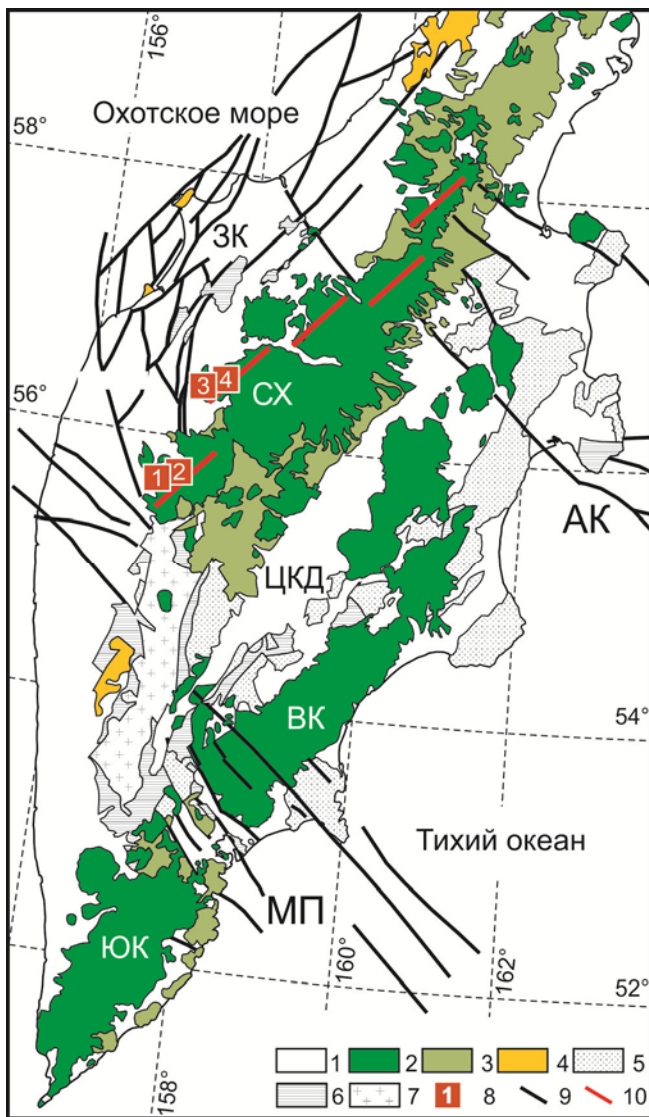 156°
Охотское море
58°
ЗК
3 4
СХ
56°
1 2
АК
ЦКД
ВК
54°
Тихий океан
МП
ЮК
160°
162°
52°
158°
1 2 3 4 5
6 7 1 8 9 10